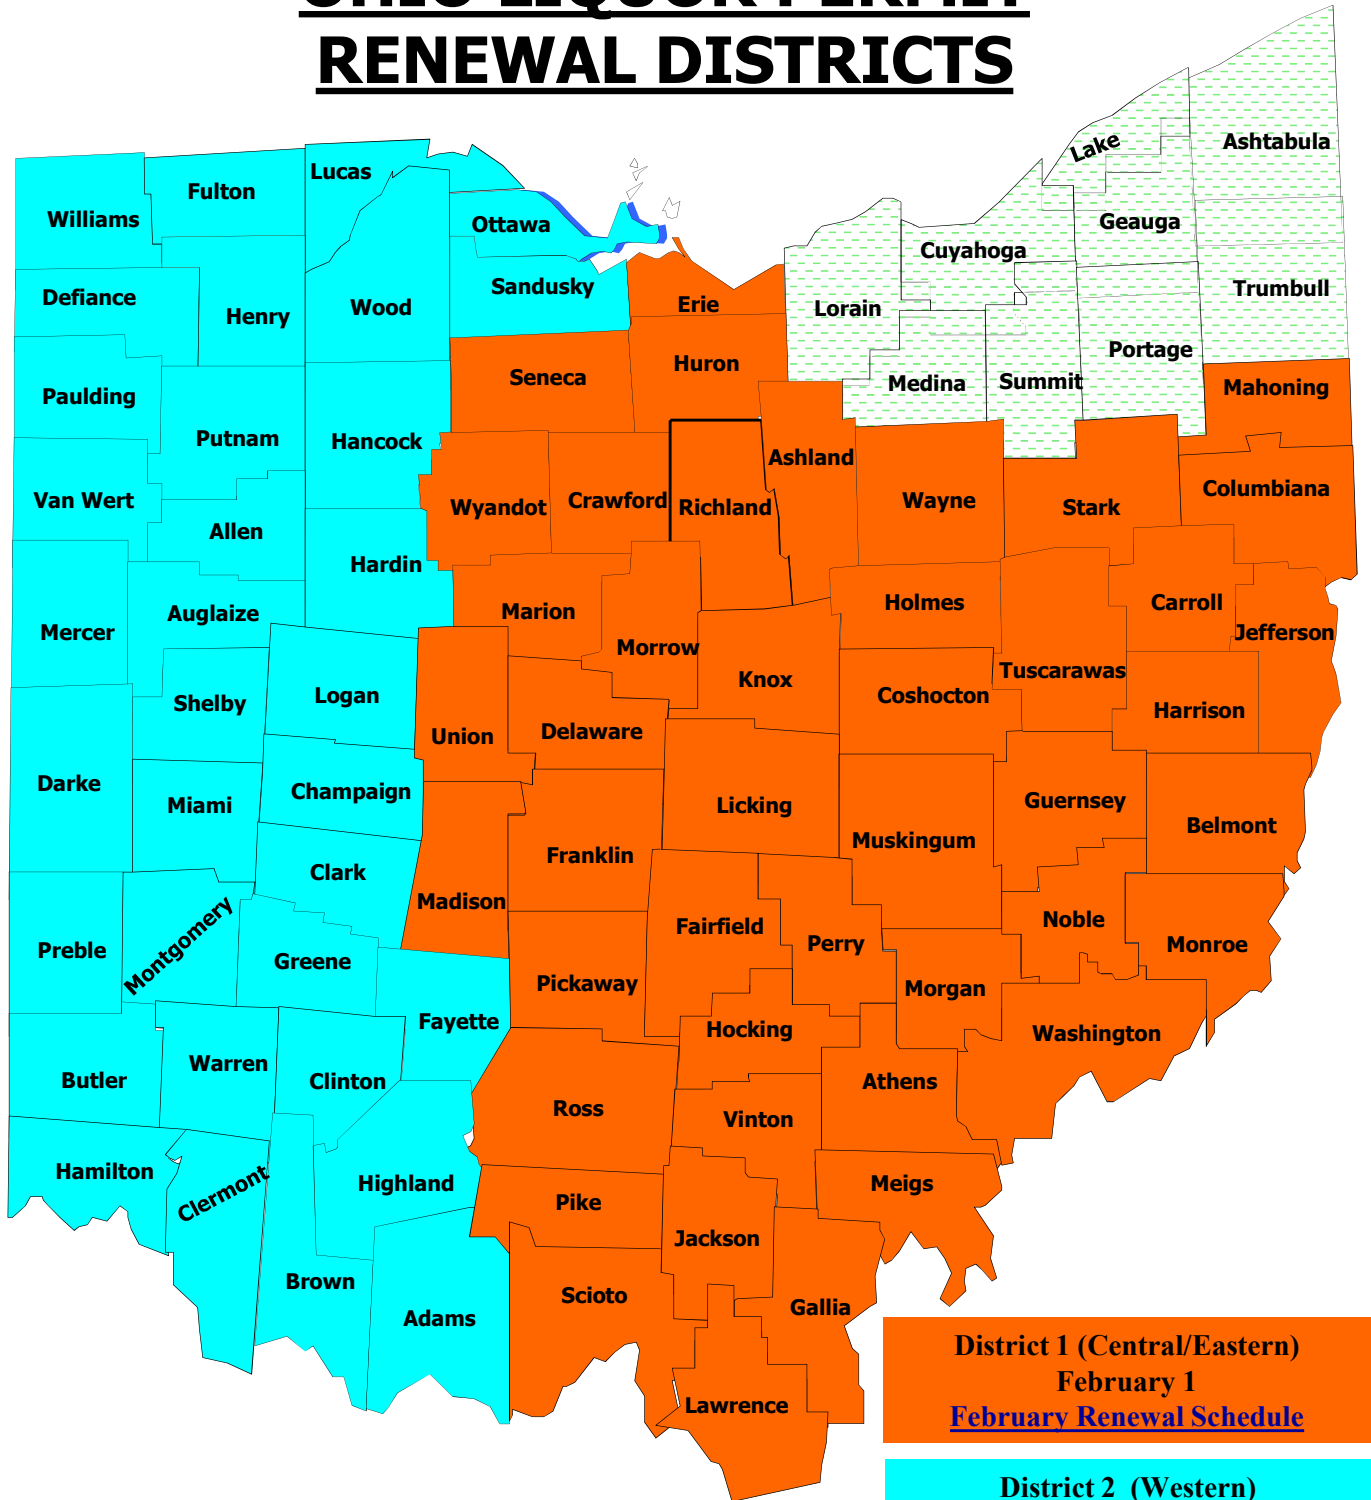 OHIO LIQUOR PERMIT
RENEWAL DISTRICTS
Williams
Fulton
Lucas
Ottawa
Lake
Ashtabula
Geauga
Cuyahoga
Defiance
Henry
Wood
Sandusky
Erie
Lorain
Trumbull
Paulding
Putnam
Hancock
Seneca
Huron
Medina
Summit
Portage
Mahoning
Van Wert
Allen
Hardin
Wyandot
Crawford
Richland
Ashland
Wayne
Stark
Columbiana
Mercer
Auglaize
Marion
Morrow
Holmes
Carroll
Jefferson
Shelby
Logan
Union
Delaware
Knox
Coshocton
Tuscarawas
Harrison
Darke
Miami
Champaign
Licking
Muskingum
Guernsey
Belmont
Clark
Madison
Franklin
Fairfield
Perry
Noble
Monroe
Preble
Montgomery
Greene
Fayette
Pickaway
Hocking
Morgan
Washington
Butler
Warren
Clinton
Ross
Vinton
Athens
Hamilton
Clermont
Highland
Pike
Jackson
Meigs
Brown
Adams
Scioto
Gallia
Lawrence
District 1 (Central/Eastern)
February 1
February Renewal Schedule
District 2 (Western)